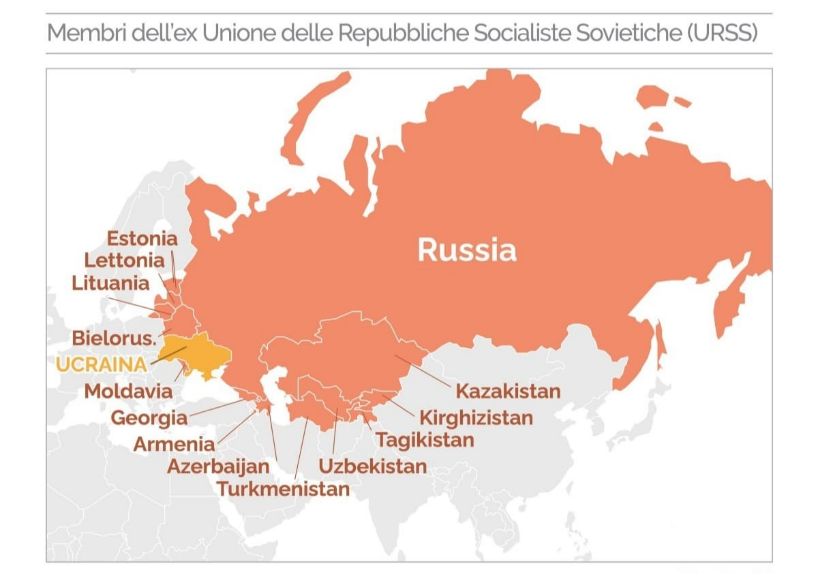 Membri dell'ex Unione delle Repubbliche Socialiste Sovietiche (URSS)
Russia
Estonia
Lettonia
Lituania
Bielorus.
UCRAINA
Moldavia
Georgia
Armenia
Azerbaijan
Turkmenistan
Kazakistan
Kirghizistan
Tagikistan
Uzbekistan